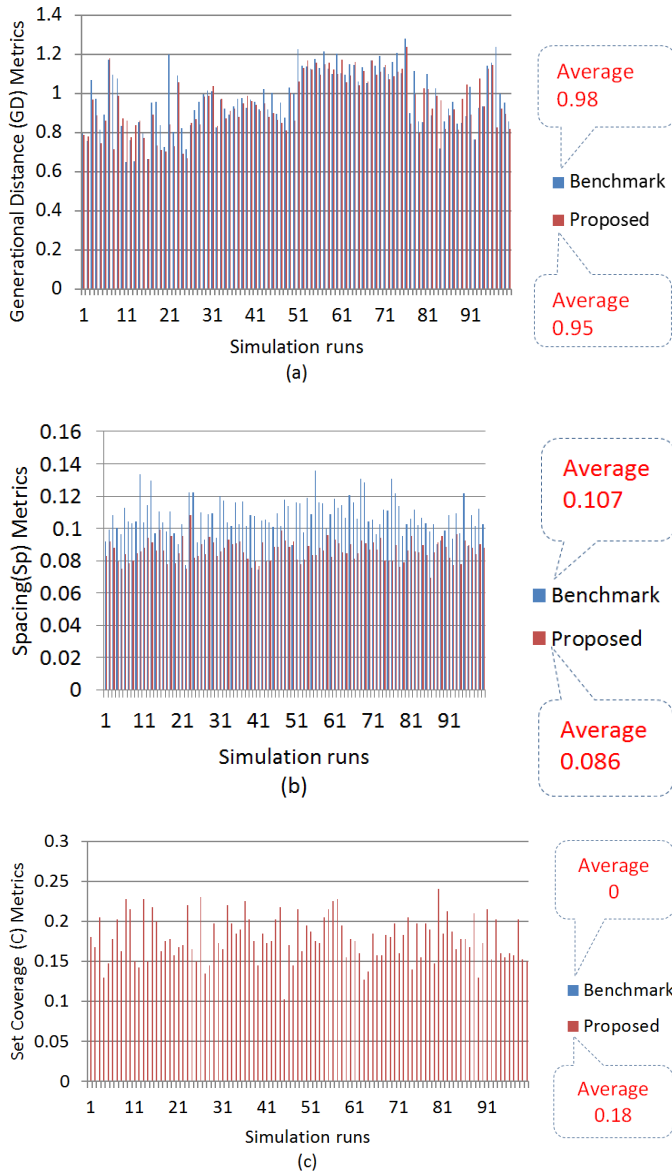 Generational Distance (GD) Metrics
1.4
1.2
1
0.8
0.6
0.4
0.2
0
1
11
21
31
41
51
61
71
81
91
Simulation runs
(a)
Average
0.98
Benchmark
Proposed
Average
0.95
Spacing(Sp) Metrics
0.16
0.14
0.12
0.1
0.08
0.06
0.04
0.02
0
1
11
21
31
41
51
61
71
81
91
Simulation runs
(b)
Average
0.107
Benchmark
Proposed
Average
0.086
Set Coverage (C) Metrics
0.3
0.25
0.2
0.15
0.1
0.05
0
1
11
21
31
41
51
61
71
81
91
Simulation runs
(c)
Average
0
Benchmark
Proposed
Average
0.18